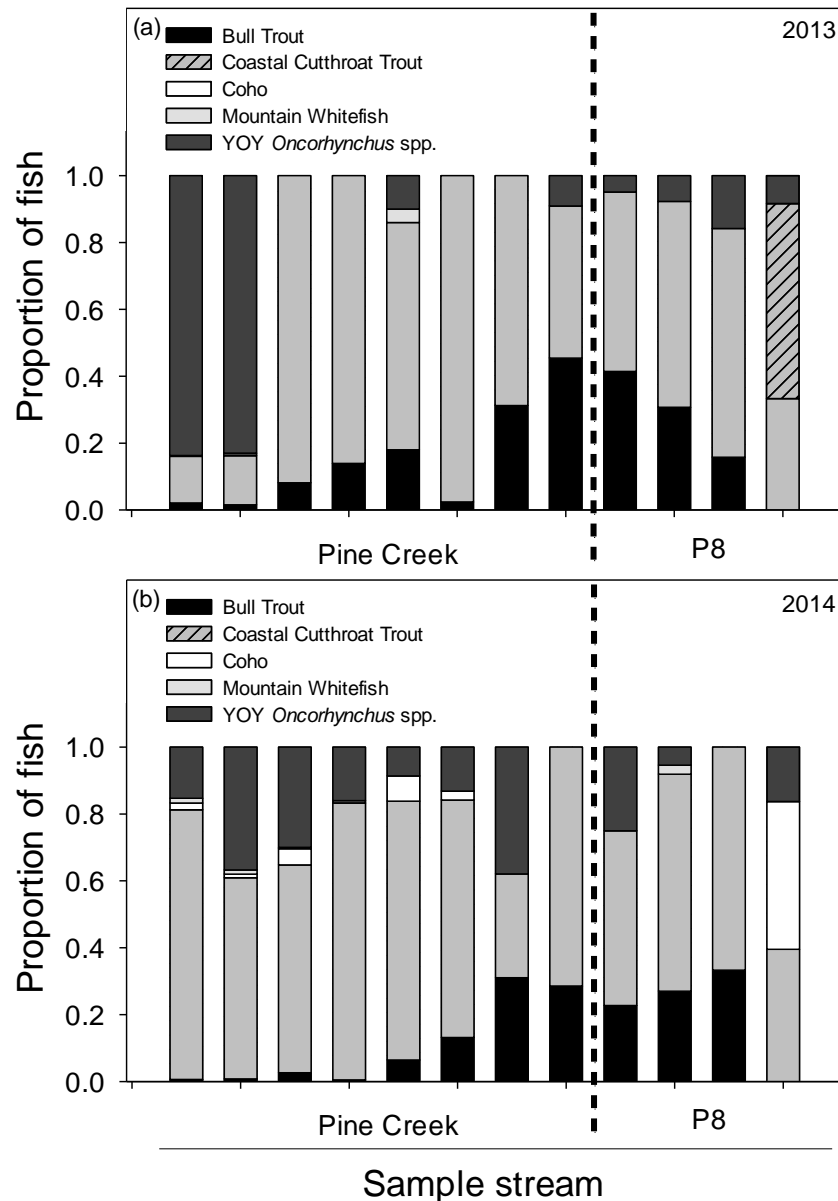 (a)
2013
Bull Trout
Coastal Cutthroat Trout
Coho
Mountain Whitefish
YOY Oncorhynchus spp.
Proportion of fish
1.0
0.8
0.6
0.4
0.2
0.0
Pine Creek
P8
(b)
2014
Bull Trout
Coastal Cutthroat Trout
Coho
Mountain Whitefish
YOY Oncorhynchus spp.
Proportion of fish
1.0
0.8
0.6
0.4
0.2
0.0
Pine Creek
P8
Sample stream